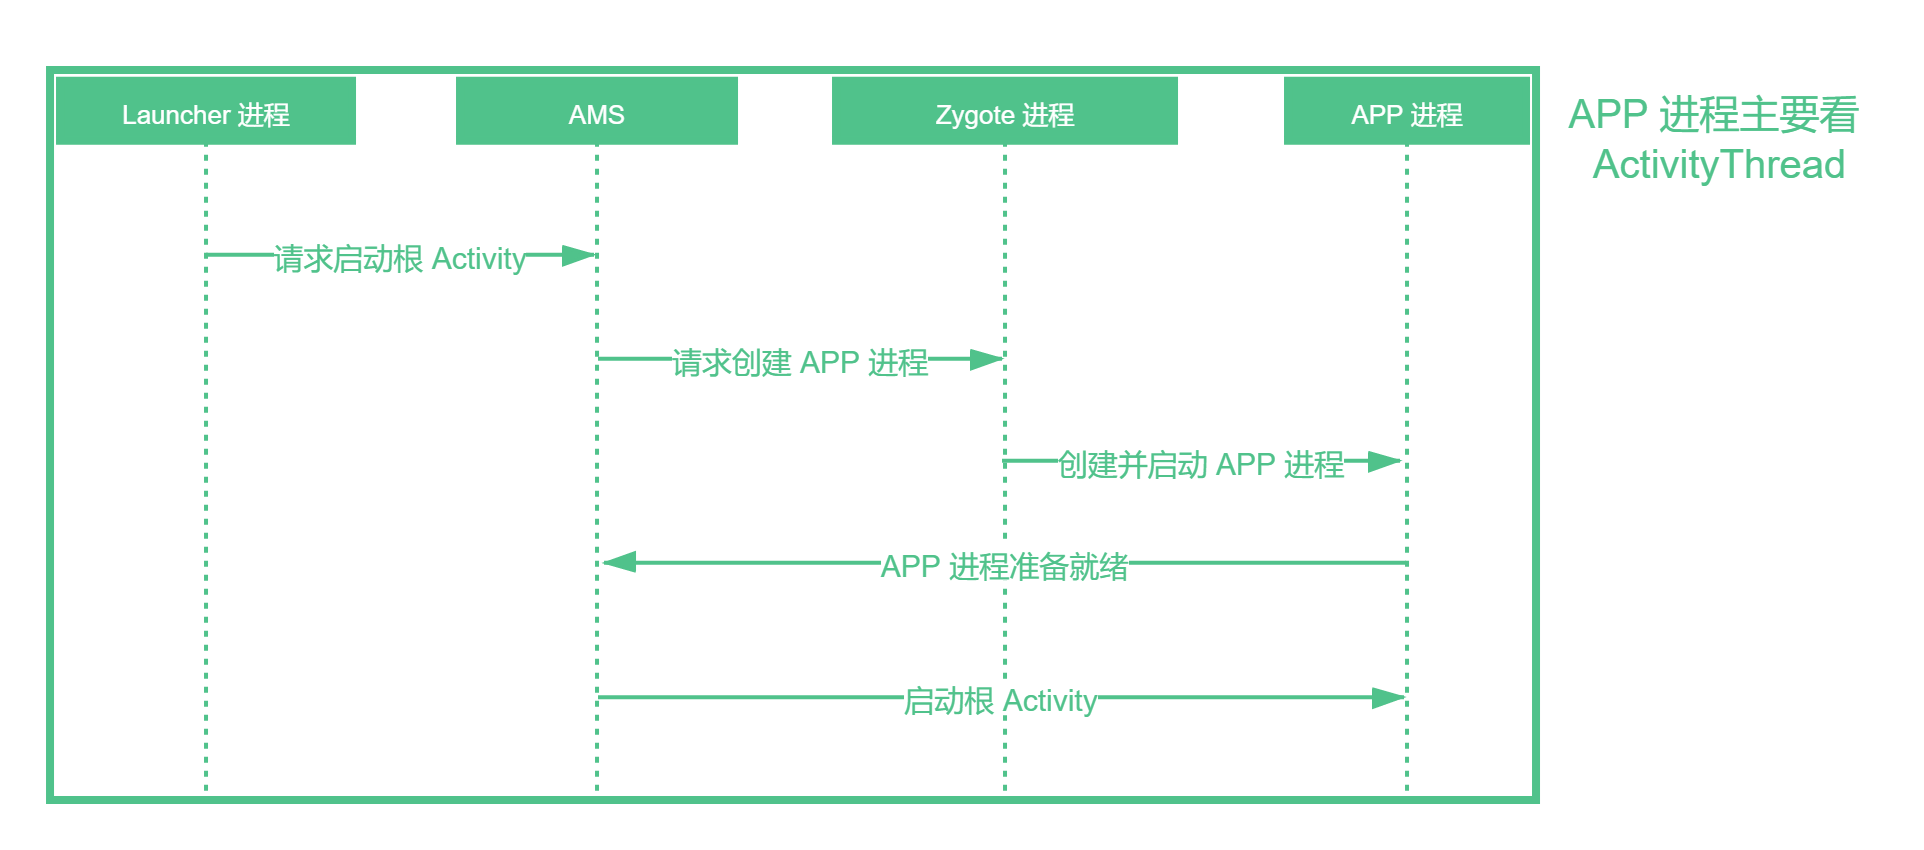 Launcher 进程
AMS
Zygote 进程
APP 进程
APP 进程主要看
ActivityThread
请求启动根 Activity
请求创建 APP 进程
创建并启动 APP 进程
APP 进程准备就绪
启动根 Activity